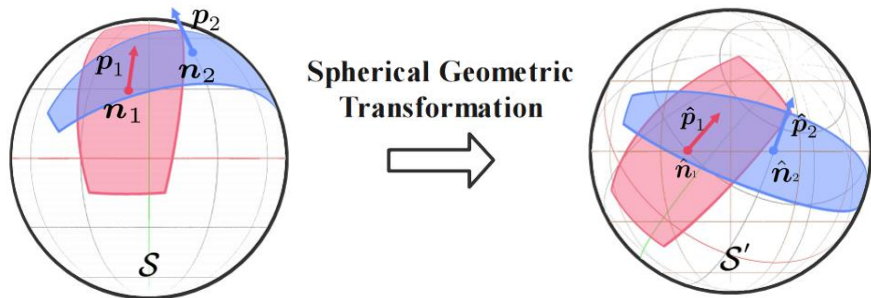 p₂
p₁
n₂
n₁
S
Spherical Geometric
Transformation
p̂₁
p̂₂
n̂₁
n̂₂
S′